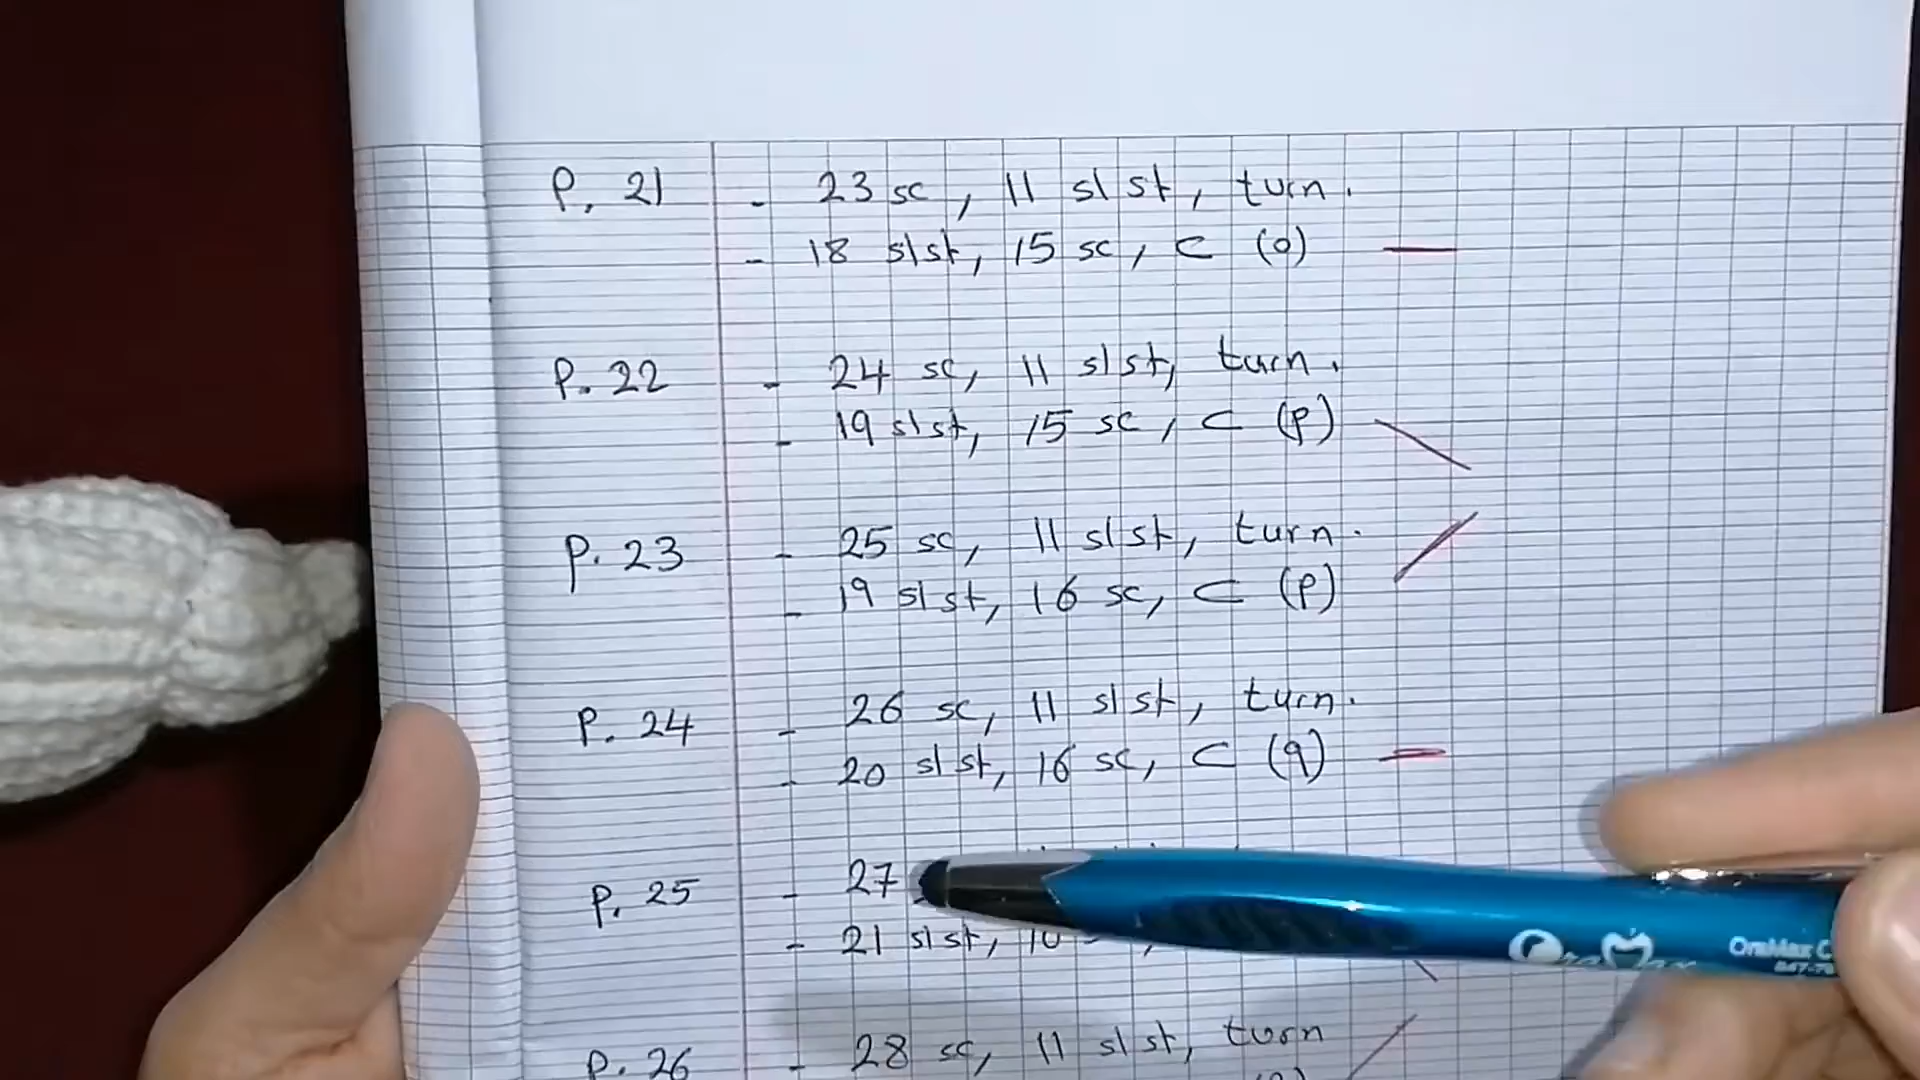 P. 21 - 23 sc, 11 sl st, turn.
- 18 sl st, 15 sc, C (o) —
P. 22 - 24 sc, 11 sl st, turn.
- 19 sl st, 15 sc, C (p)
P. 23 - 25 sc, 11 sl st, turn.
- 19 sl st, 16 sc, C (p)
P. 24 - 26 sc, 11 sl st, turn.
- 20 sl st, 16 sc, C (q) —
P. 25 - 27
- 21 sl st,
P. 26 - 28 sc, 11 sl st, turn
OraMax